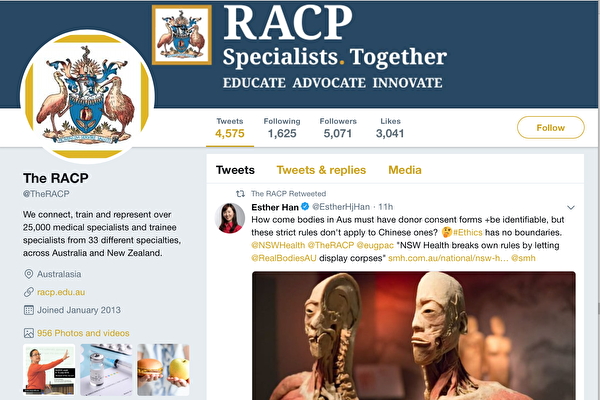 RACP
Specialists. Together
EDUCATE ADVOCATE INNOVATE
Tweets Following Followers Likes
4,575 1,625 5,071 3,041
Follow
The RACP
@TheRACP
We connect, train and represent over
25,000 medical specialists and trainee
specialists from 33 different specialties,
across Australia and New Zealand.
Australasia
racp.edu.au
Joined January 2013
956 Photos and videos
Tweets Tweets & replies Media
The RACP Retweeted
Esther Han @EstherHjHan · 11h
How come bodies in Aus must have donor consent forms +be identifiable, but
these strict rules don't apply to Chinese ones? 🤔#Ethics has no boundaries.
@NSWHealth @TheRACP @eugpac "NSW Health breaks own rules by letting
@RealBodiesAU display corpses" smh.com.au/national/nsw-h… @smh